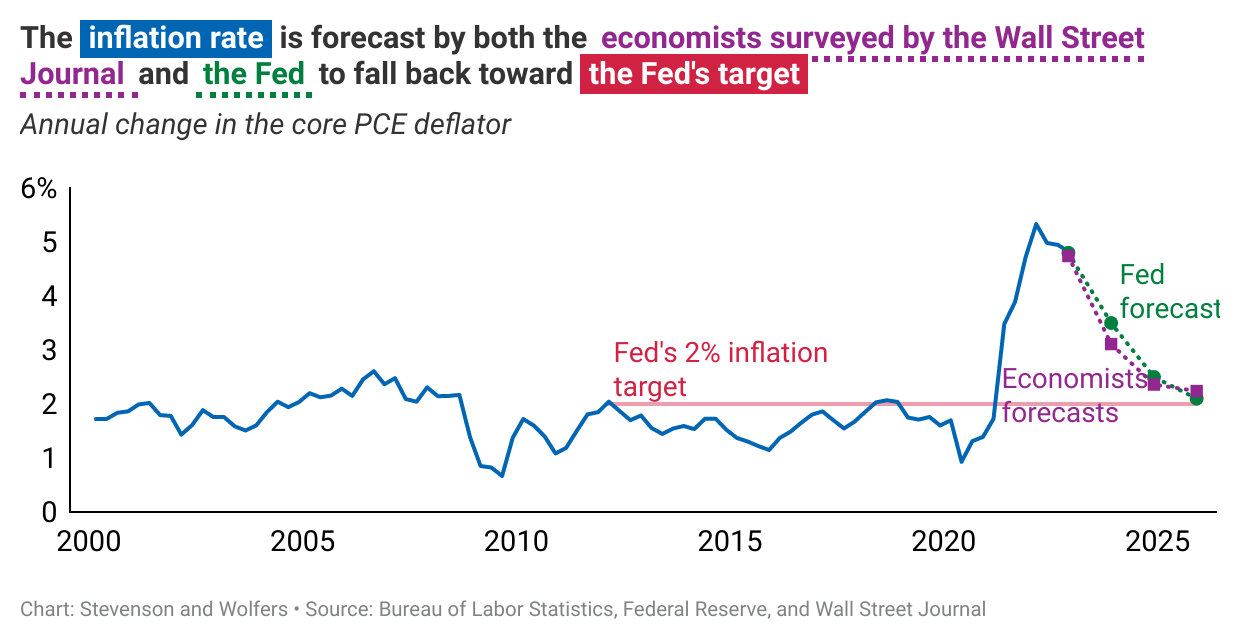 The inflation rate is forecast by both the economists surveyed by the Wall Street
Journal and the Fed to fall back toward the Fed's target
Annual change in the core PCE deflator
6%
5
4
3
2
1
0
Fed
forecast
Fed's 2% inflation
target
Economists
forecasts
2000
2005
2010
2015
2020
2025
Chart: Stevenson and Wolfers • Source: Bureau of Labor Statistics, Federal Reserve, and Wall Street Journal